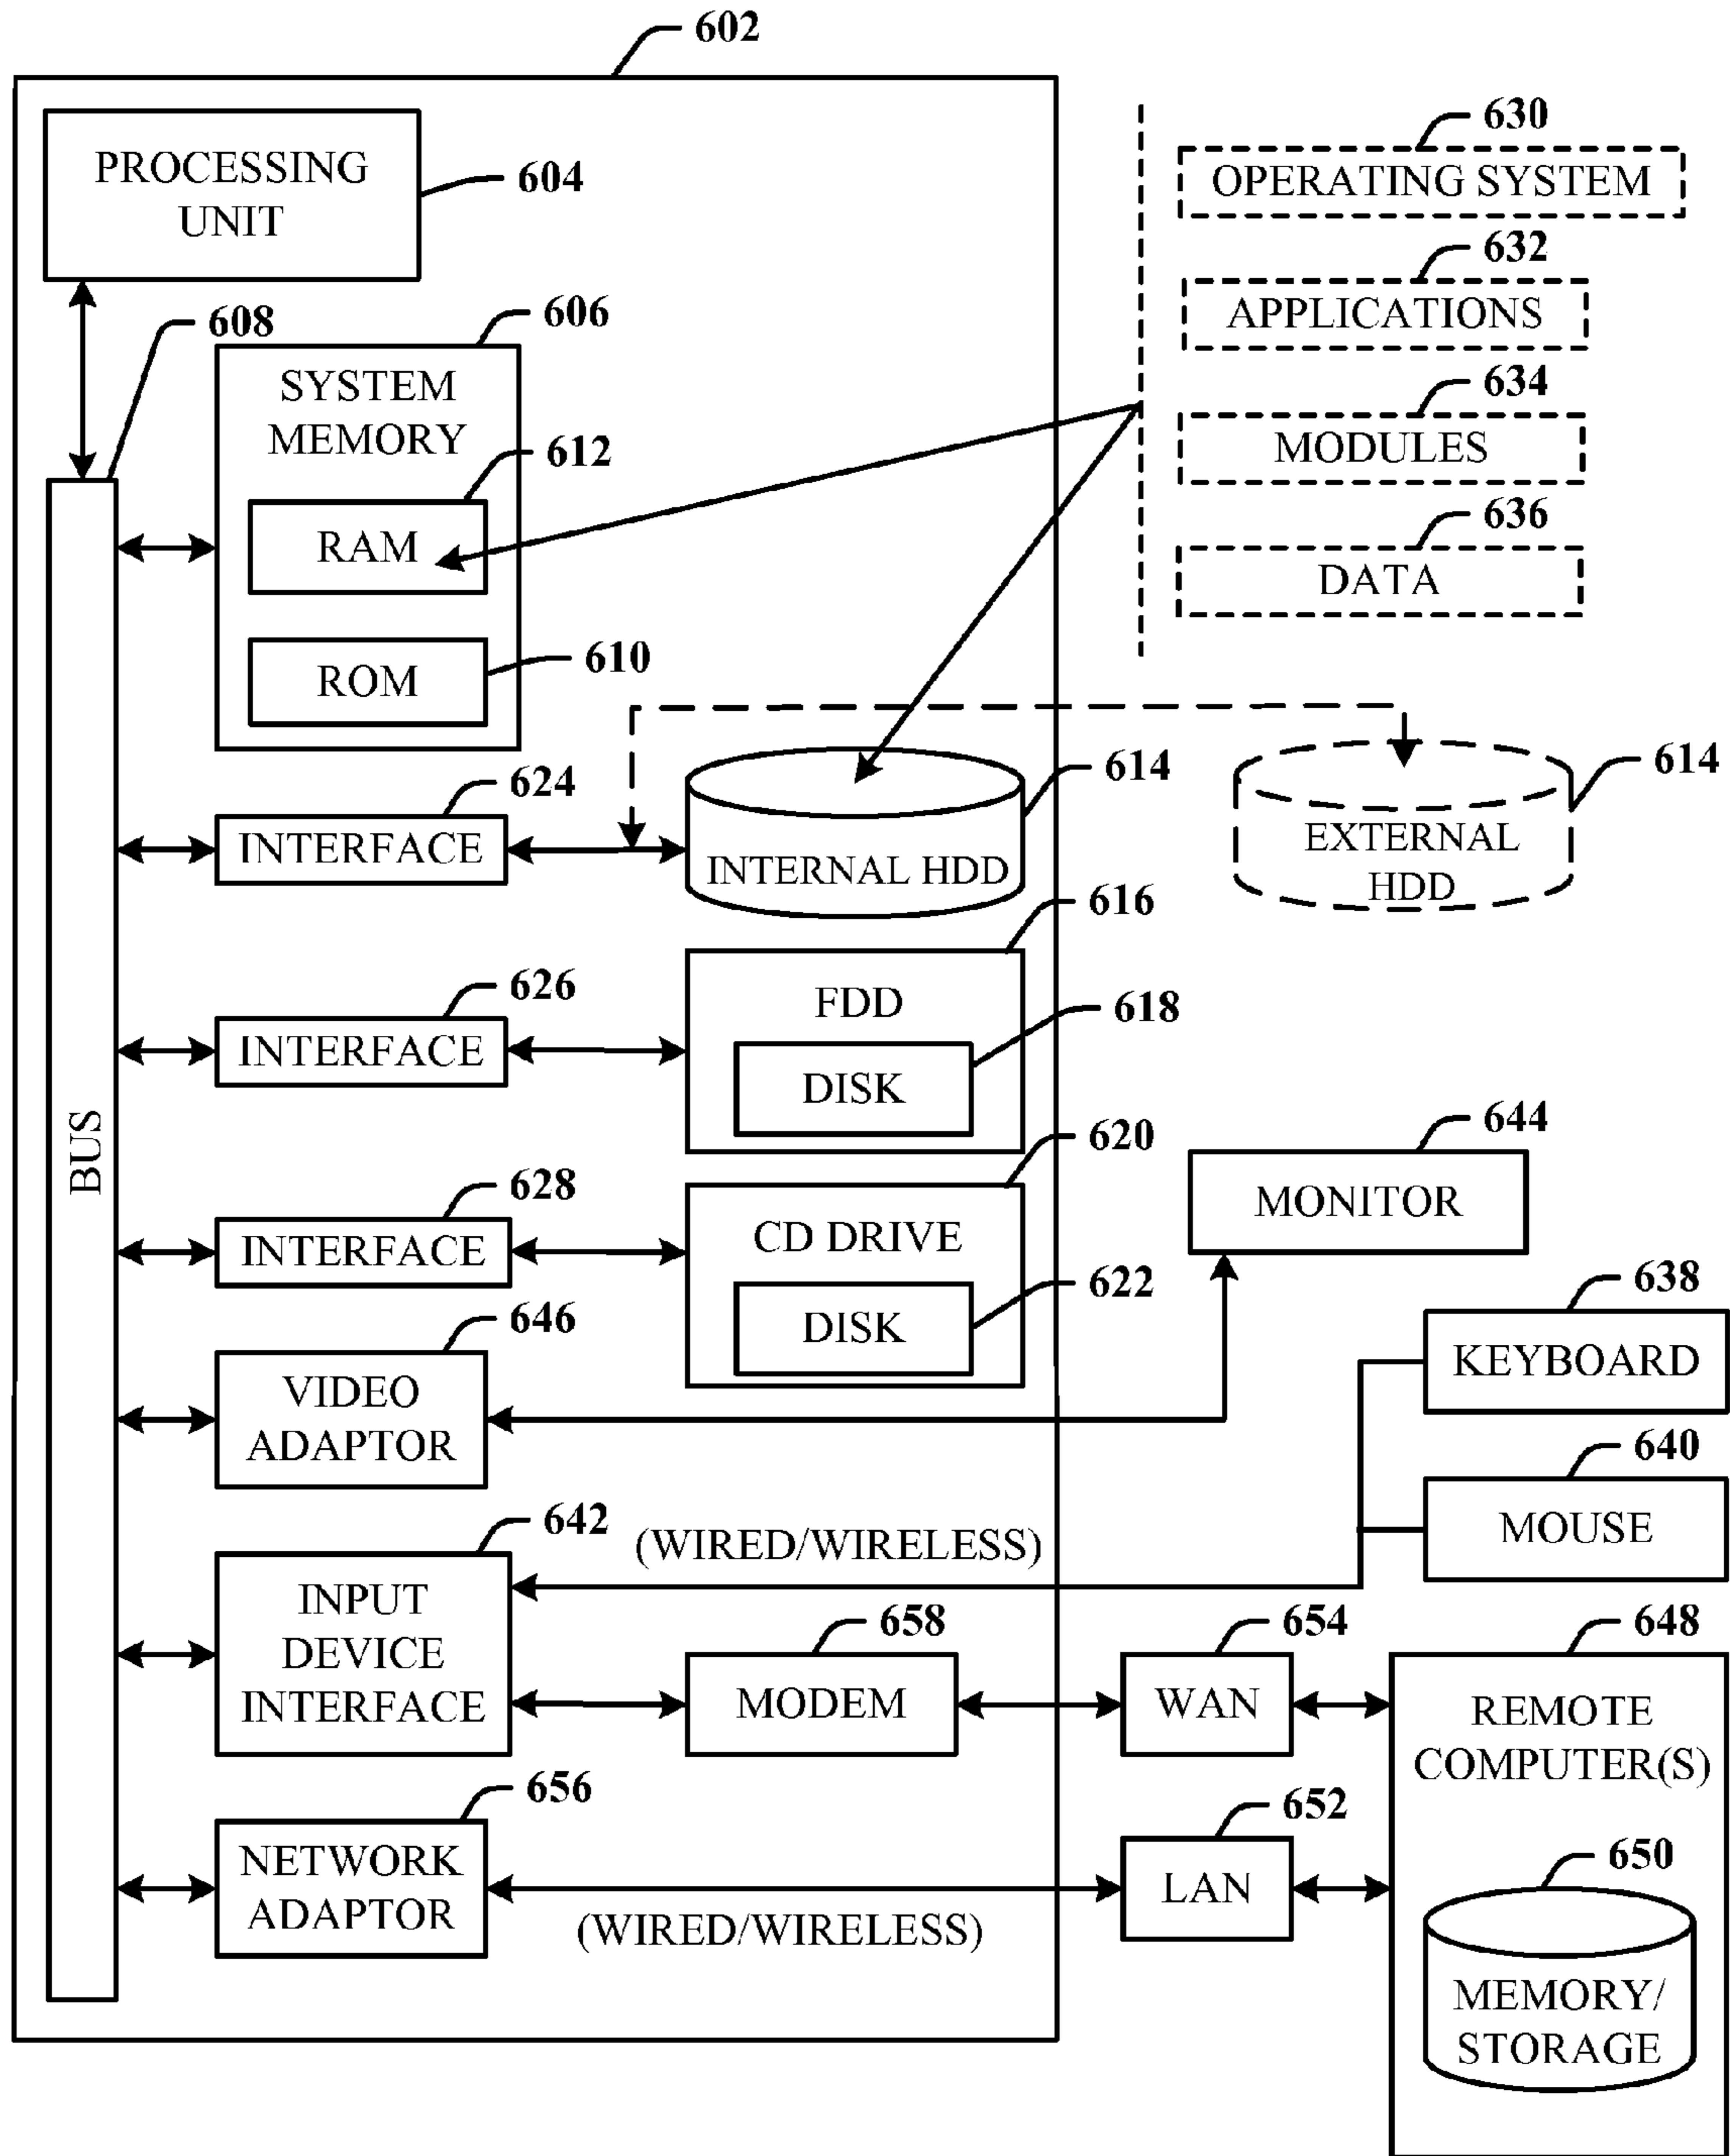 602
PROCESSING
UNIT
604
630
OPERATING SYSTEM
632
APPLICATIONS
634
MODULES
636
DATA
608
606
SYSTEM
MEMORY
612
RAM
610
ROM
624
INTERFACE
614
INTERNAL HDD
614
EXTERNAL
HDD
616
FDD
618
DISK
626
INTERFACE
BUS
620
CD DRIVE
622
DISK
628
INTERFACE
644
MONITOR
638
KEYBOARD
646
VIDEO
ADAPTOR
640
MOUSE
642
(WIRED/WIRELESS)
INPUT
DEVICE
INTERFACE
658
MODEM
654
WAN
648
REMOTE
COMPUTER(S)
656
NETWORK
ADAPTOR
(WIRED/WIRELESS)
652
LAN
650
MEMORY/
STORAGE